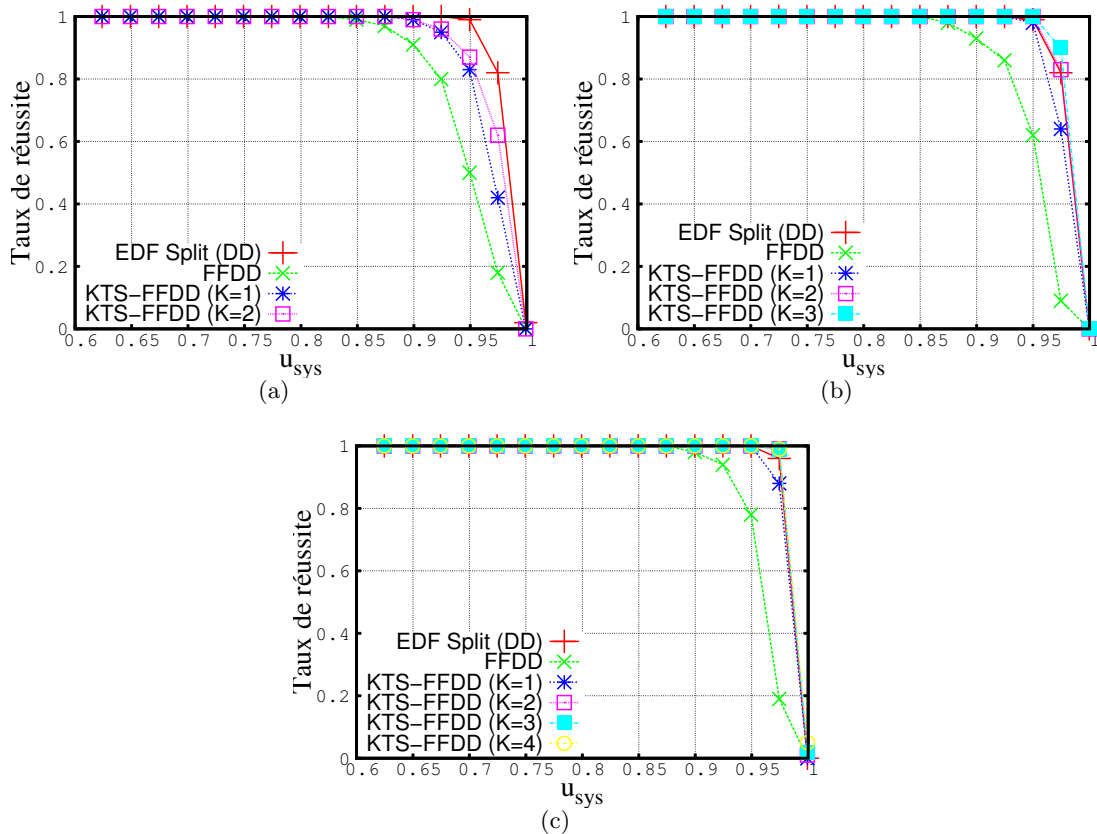 1
0.8
0.6
0.4
0.2
0
Taux de réussite
EDF Split (DD)
FFDD
KTS-FFDD (K=1)
KTS-FFDD (K=2)
0.6 0.65 0.7 0.75 0.8 0.85 0.9 0.95 1
usys
(a)
1
0.8
0.6
0.4
0.2
0
Taux de réussite
EDF Split (DD)
FFDD
KTS-FFDD (K=1)
KTS-FFDD (K=2)
KTS-FFDD (K=3)
0.6 0.65 0.7 0.75 0.8 0.85 0.9 0.95 1
usys
(b)
1
0.8
0.6
0.4
0.2
0
Taux de réussite
EDF Split (DD)
FFDD
KTS-FFDD (K=1)
KTS-FFDD (K=2)
KTS-FFDD (K=3)
KTS-FFDD (K=4)
0.6 0.65 0.7 0.75 0.8 0.85 0.9 0.95 1
usys
(c)